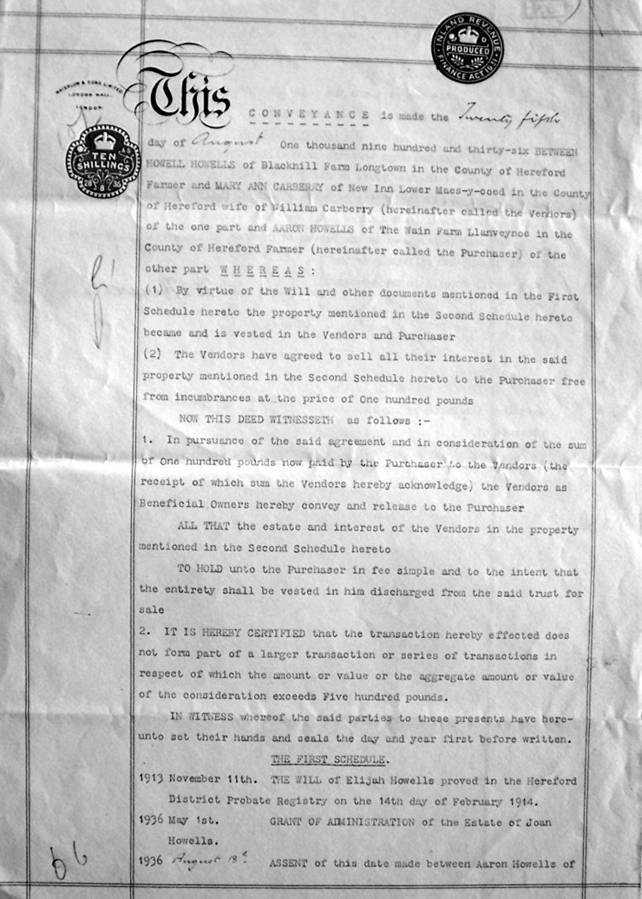 INLAND REVENUE
PRODUCED
FINANCE ACT 1931
WATERLOW & SONS LIMITED
LONDON WALL
LONDON
TEN
SHILLINGS
This CONVEYANCE is made the Twenty fifth
day of August One thousand nine hundred and thirty-six BETWEEN
HOWELL HOWELLS of Blackhill Farm Longtown in the County of Hereford
Farmer and MARY ANN CARBERRY of New Inn Lower Maes-y-coed in the County
of Hereford wife of William Carberry (hereinafter called the Vendors)
of the one part and AARON HOWELLS of The Wain Farm Llanveynoe in the
County of Hereford Farmer (hereinafter called the Purchaser) of the
other part WHEREAS :
(1) By virtue of the Will and other documents mentioned in the First
Schedule hereto the property mentioned in the Second Schedule hereto
became and is vested in the Vendors and Purchaser
(2) The Vendors have agreed to sell all their interest in the said
property mentioned in the Second Schedule hereto to the Purchaser free
from incumbrances at the price of One hundred pounds
NOW THIS DEED WITNESSETH as follows :-
1. In pursuance of the said agreement and in consideration of the sum
of One hundred pounds now paid by the Purchaser to the Vendors (the
receipt of which sum the Vendors hereby acknowledge) the Vendors as
Beneficial Owners hereby convey and release to the Purchaser
ALL THAT the estate and interest of the Vendors in the property
mentioned in the Second Schedule hereto
TO HOLD unto the Purchaser in fee simple and to the intent that
the entirety shall be vested in him discharged from the said trust for
sale
2. IT IS HEREBY CERTIFIED that the transaction hereby effected does
not form part of a larger transaction or series of transactions in
respect of which the amount or value or the aggregate amount or value
of the consideration exceeds Five hundred pounds.
IN WITNESS whereof the said parties to these presents have here-
unto set their hands and seals the day and year first before written.
THE FIRST SCHEDULE.
1913 November 11th. THE WILL of Elijah Howells proved in the Hereford
District Probate Registry on the 14th day of February 1914.
1936 May 1st. GRANT OF ADMINISTRATION of the Estate of Joan
Howells.
1936 August 18th ASSENT of this date made between Aaron Howells of